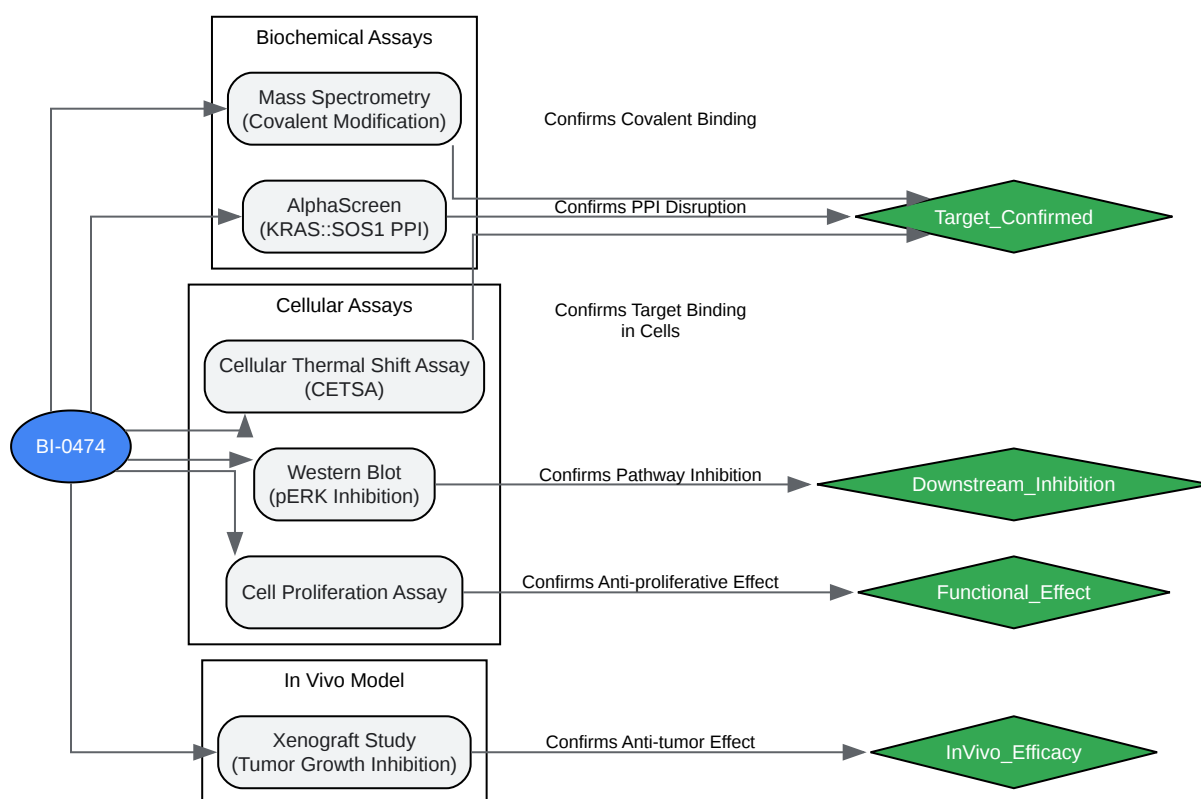 Biochemical Assays
Mass Spectrometry
(Covalent Modification)
Confirms Covalent Binding
AlphaScreen
(KRAS::SOS1 PPI)
Confirms PPI Disruption
Target_Confirmed
Cellular Assays
Confirms Target Binding
in Cells
Cellular Thermal Shift Assay
(CETSA)
BI-0474
Western Blot
(pERK Inhibition)
Confirms Pathway Inhibition
Downstream_Inhibition
Cell Proliferation Assay
Confirms Anti-proliferative Effect
Functional_Effect
In Vivo Model
Xenograft Study
(Tumor Growth Inhibition)
Confirms Anti-tumor Effect
InVivo_Efficacy